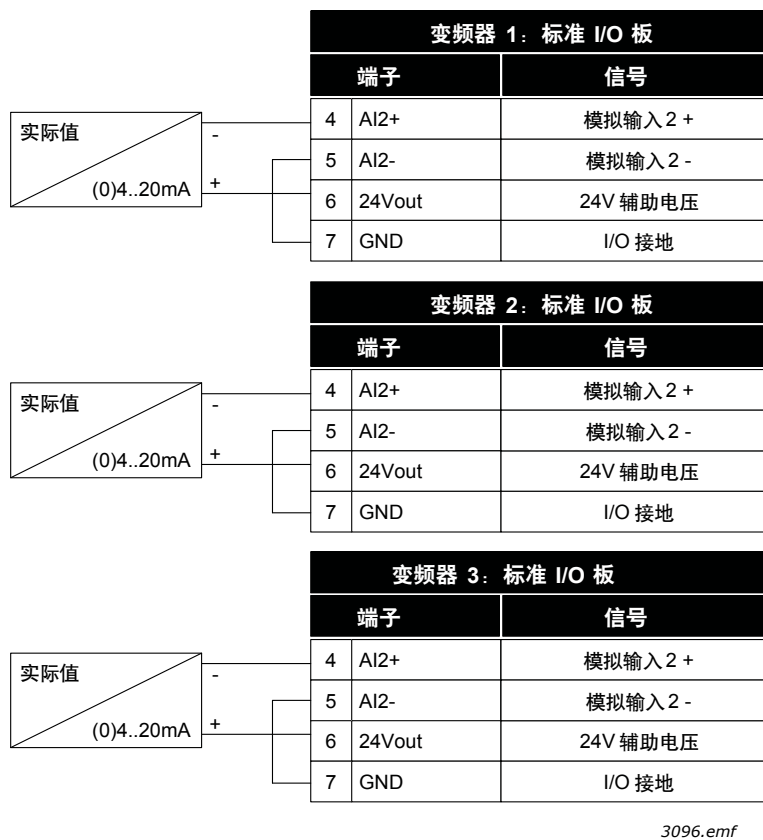 变频器 1：标准 I/O 板
端子 信号
实际值
-
(0)4..20mA
+
4 AI2+ 模拟输入2 +
5 AI2- 模拟输入2 -
6 24Vout 24V 辅助电压
7 GND I/O 接地
变频器 2：标准 I/O 板
端子 信号
实际值
-
(0)4..20mA
+
4 AI2+ 模拟输入2 +
5 AI2- 模拟输入2 -
6 24Vout 24V 辅助电压
7 GND I/O 接地
变频器 3：标准 I/O 板
端子 信号
实际值
-
(0)4..20mA
+
4 AI2+ 模拟输入2 +
5 AI2- 模拟输入2 -
6 24Vout 24V 辅助电压
7 GND I/O 接地
3096.emf